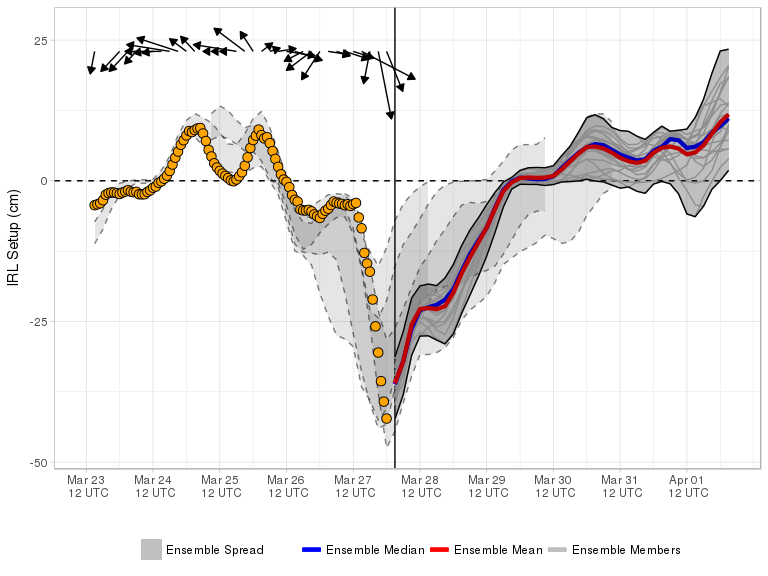 25
0
-25
-50
IRL Setup (cm)
Mar 23 Mar 24 Mar 25 Mar 26 Mar 27 Mar 28 Mar 29 Mar 30 Mar 31 Apr 01
12 UTC 12 UTC 12 UTC 12 UTC 12 UTC 12 UTC 12 UTC 12 UTC 12 UTC 12 UTC
Ensemble Spread Ensemble Median Ensemble Mean Ensemble Members